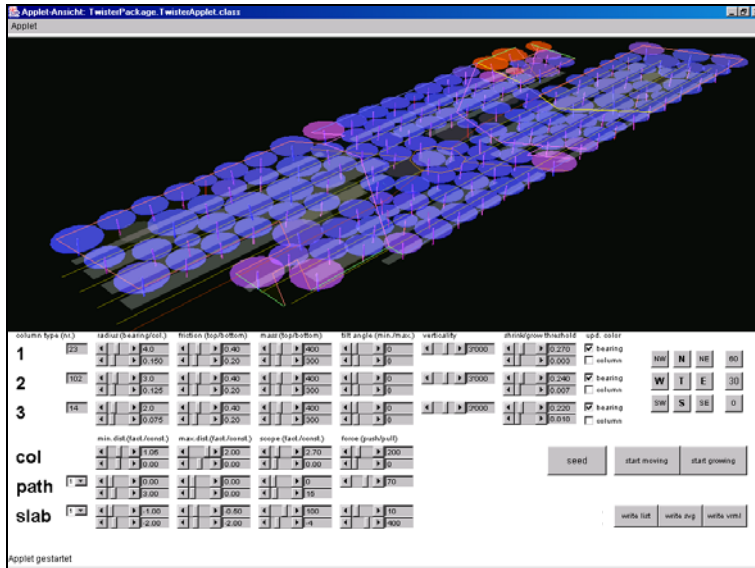 Applet-Ansicht: TwisterPackage.TwisterApplet.class
Applet
column type (nr.) radius (bearing/col.) friction (top/bottom) mass (top/bottom) tilt angle (min./max.) verticality shrink/grow threshold upd. color
1 23 4.0 0.40 400 0 3'000 0.270 bearing
0.150 0.20 300 0 0.000 column
2 102 3.0 0.40 400 0 3'000 0.240 bearing
0.125 0.20 300 0 0.007 column
3 14 2.0 0.40 400 0 3'000 0.220 bearing
0.075 0.20 300 0 0.000 column
NW N NE 60
W T E 30
SW S SE 0
min.dist.(fact./const.) max.dist.(fact./const.) scope (fact./const.) force (push/pull)
col 1.05 2.00 2.70 200
0.00 0.00 0.00 0
path 1 0.00 0.00 0 70
3.00 0.00 15
slab 1 -1.00 -0.50 100 10
-2.00 -2.00 -4 400
seed start moving start growing
write list write svg write vrml
Applet gestartet